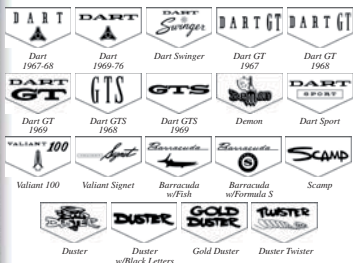 DART DART DART Swinger DART GT DART GT
Dart 1967-68 Dart 1969-76 Dart Swinger Dart GT 1967 Dart GT 1968
DART GT GTS GTS Demon DART SPORT
Dart GT 1969 Dart GTS 1968 Dart GTS 1969 Demon Dart Sport
VALIANT 100 Signet Barracuda Barracuda S SCAMP
Valiant 100 Valiant Signet Barracuda w/Fish Barracuda w/Formula S Scamp
DUSTER DUSTER GOLD DUSTER TWISTER
Duster Duster w/Black Letters Gold Duster Duster Twister